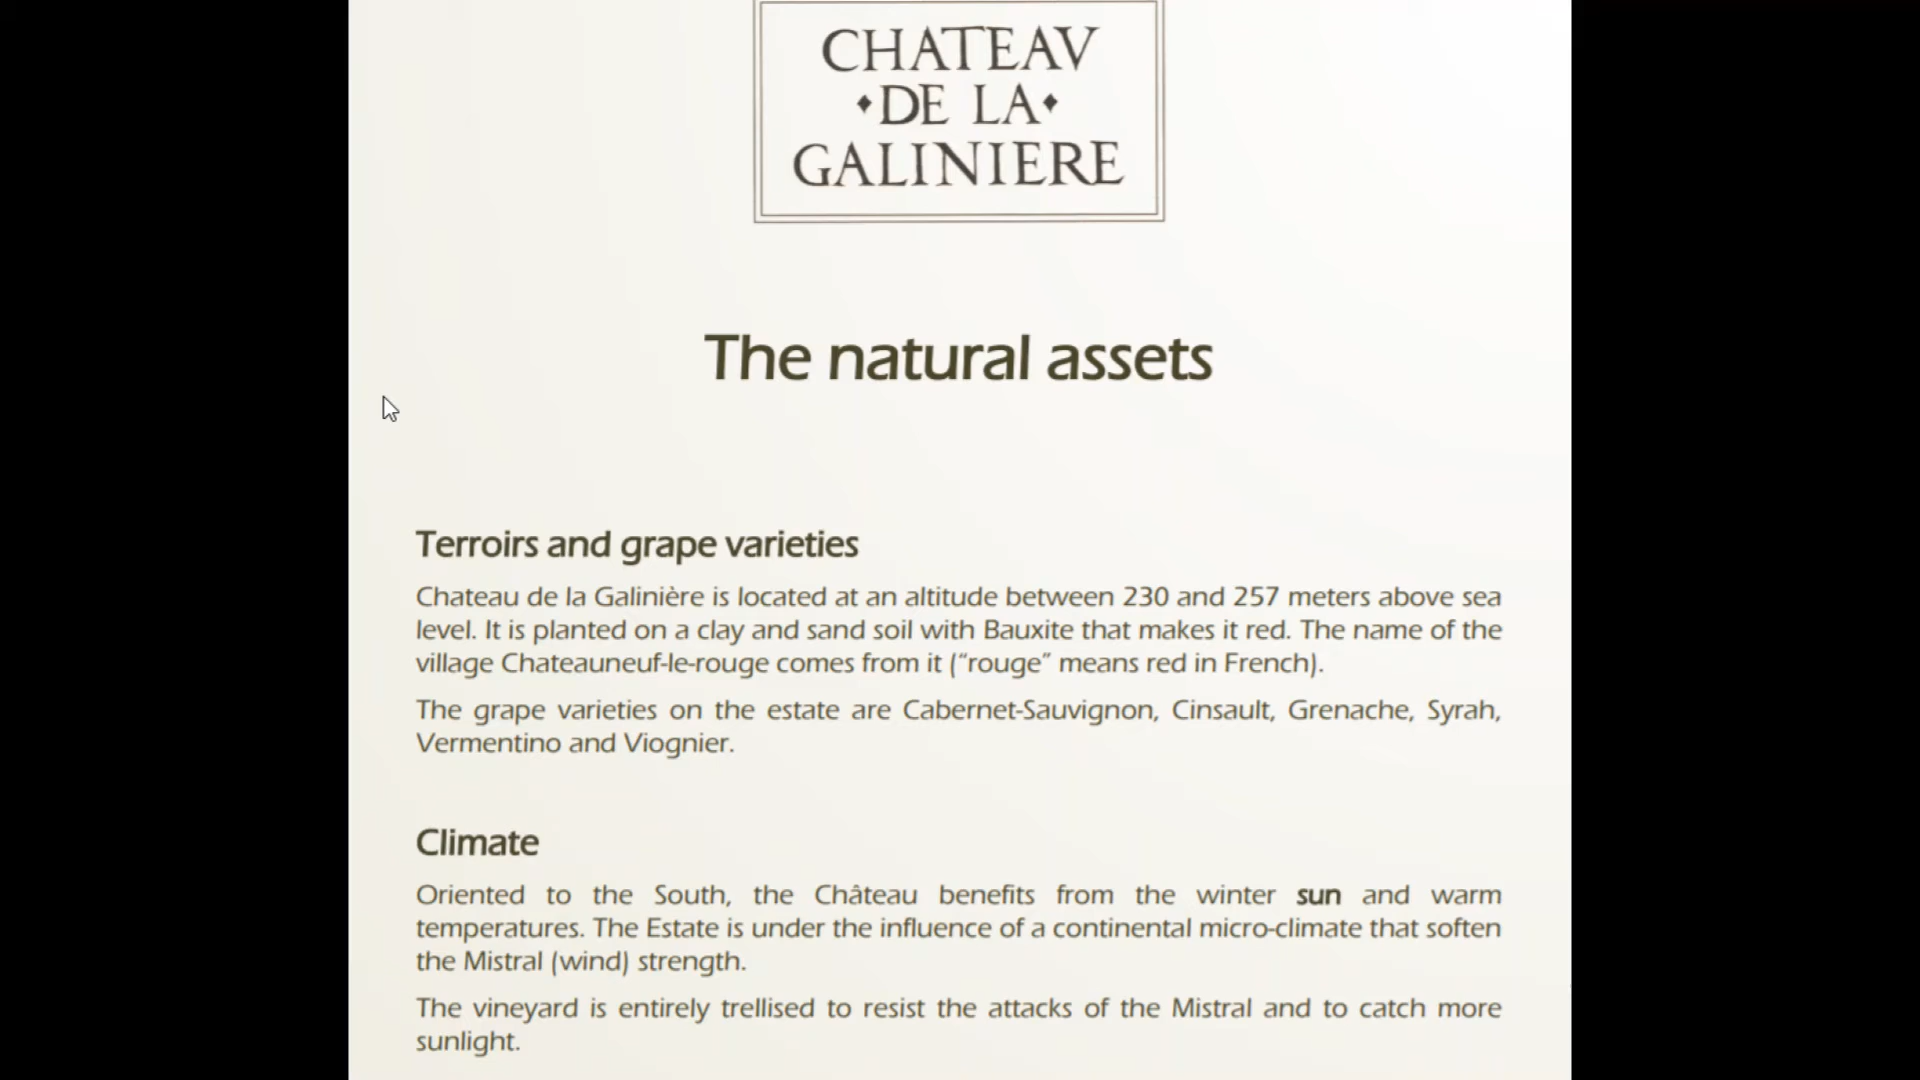 CHATEAV
♦DE LA♦
GALINIERE
The natural assets
Terroirs and grape varieties
Chateau de la Galinière is located at an altitude between 230 and 257 meters above sea
level. It is planted on a clay and sand soil with Bauxite that makes it red. The name of the
village Chateauneuf-le-rouge comes from it (“rouge” means red in French).
The grape varieties on the estate are Cabernet-Sauvignon, Cinsault, Grenache, Syrah,
Vermentino and Viognier.
Climate
Oriented to the South, the Château benefits from the winter sun and warm
temperatures. The Estate is under the influence of a continental micro-climate that soften
the Mistral (wind) strength.
The vineyard is entirely trellised to resist the attacks of the Mistral and to catch more
sunlight.